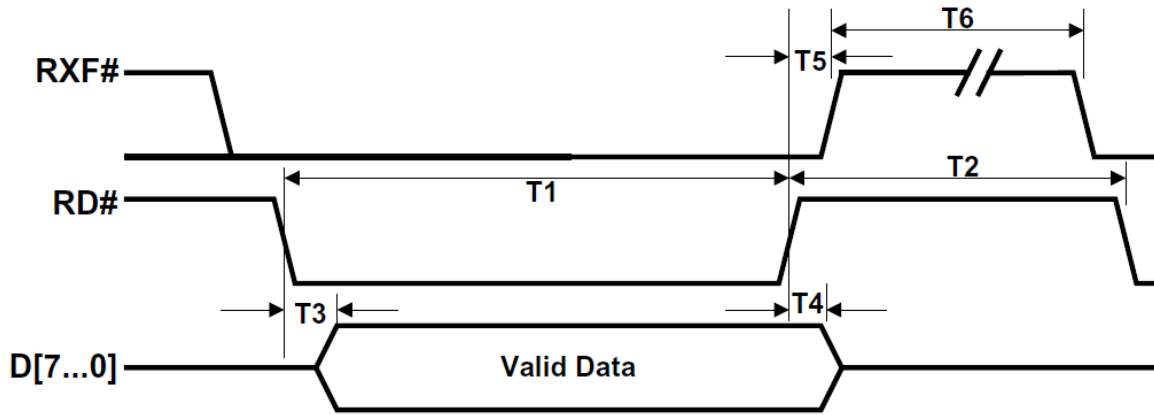 T6
T5
RXF#
T2
T1
RD#
T3
T4
D[7...0]
Valid Data